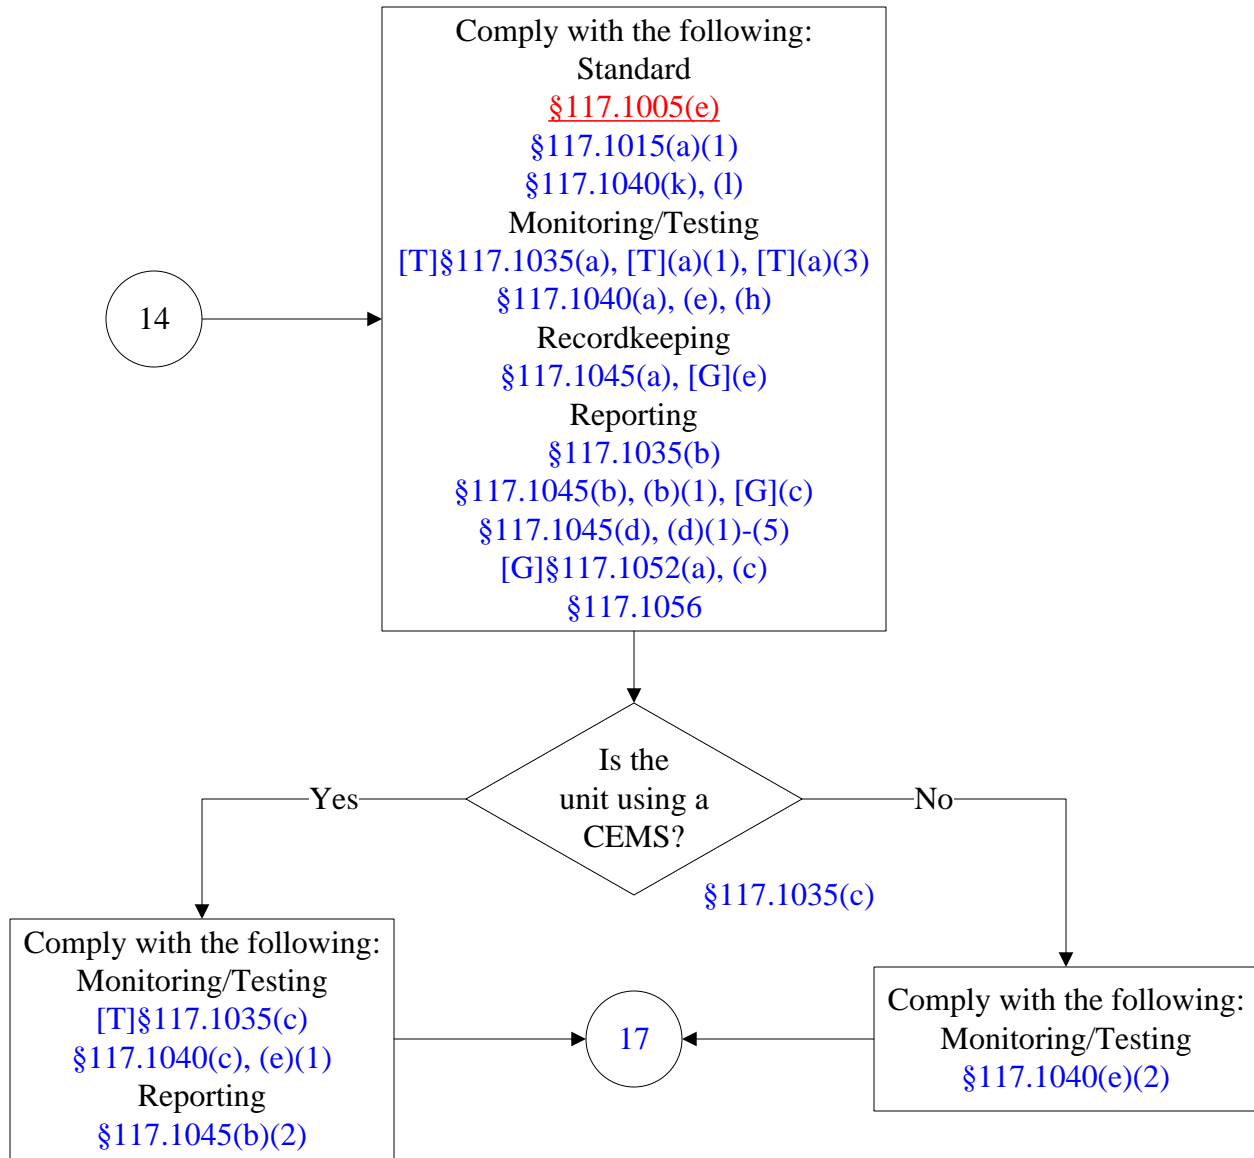 Comply with the following:
Standard
§117.1005(e)
§117.1015(a)(1)
§117.1040(k), (l)
Monitoring/Testing
[T]§117.1035(a), [T](a)(1), [T](a)(3)
§117.1040(a), (e), (h)
Recordkeeping
§117.1045(a), [G](e)
Reporting
§117.1035(b)
§117.1045(b), (b)(1), [G](c)
§117.1045(d), (d)(1)-(5)
[G]§117.1052(a), (c)
§117.1056
14
Is the
unit using a
CEMS?
Yes
No
§117.1035(c)
Comply with the following:
Monitoring/Testing
[T]§117.1035(c)
§117.1040(c), (e)(1)
Reporting
§117.1045(b)(2)
17
Comply with the following:
Monitoring/Testing
§117.1040(e)(2)